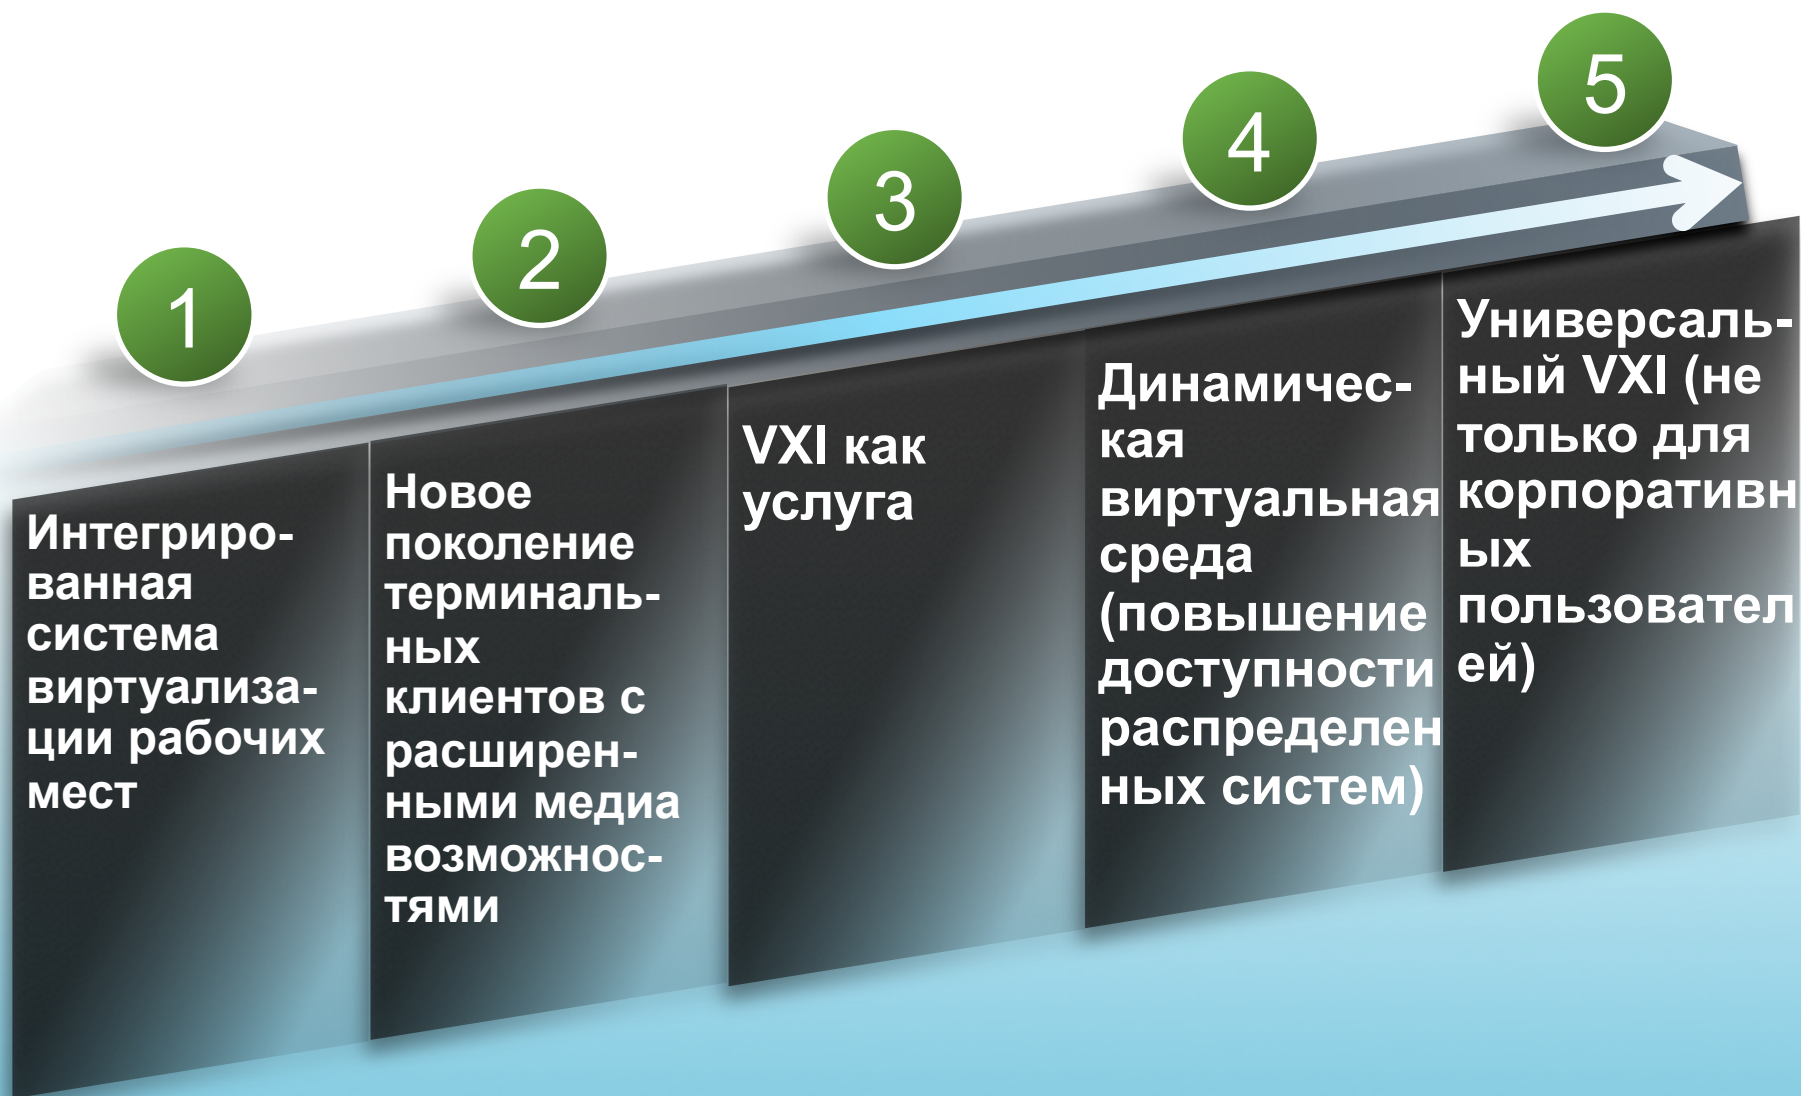 1
Интегриро-
ванная
система
виртуализа-
ции рабочих
мест
2
Новое
поколение
терминаль-
ных
клиентов с
расширен-
ными медиа
возможнос-
тями
3
VXI как
услуга
4
Динамичес-
кая
виртуальная
среда
(повышение
доступности
распределен
ных систем)
5
Универсаль-
ный VXI (не
только для
корпоративн
ых
пользовател
ей)